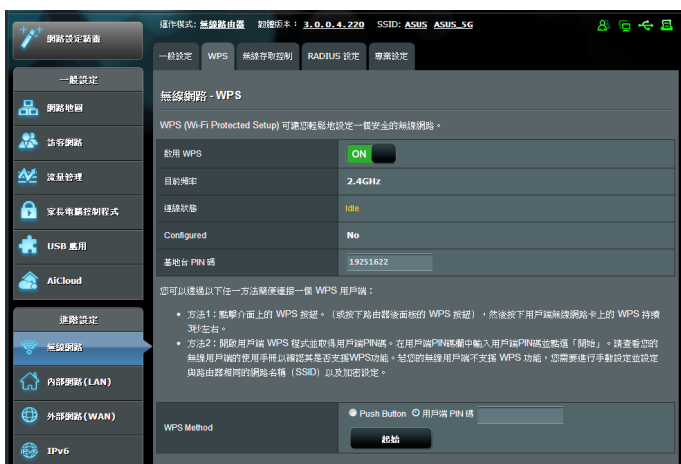 網路設定精靈
運作模式: 無線路由器 韌體版本: 3.0.0.4.220 SSID: ASUS ASUS_5G
一般設定 WPS 無線存取控制 RADIUS 設定 專業設定
一般設定
網路地圖
訪客網路
流量管理
家長電腦控制程式
USB 應用
AiCloud
進階設定
無線網路
內部網路(LAN)
外部網路(WAN)
IPv6
無線網路 - WPS
WPS (Wi-Fi Protected Setup) 可讓您輕鬆地設定一個安全的無線網路。
啟用 WPS ON
目前頻率 2.4GHz
連線狀態 Idle
Configured No
基地台 PIN 碼 19251622
您可以透過以下任一方法簡便連接一個 WPS 用戶端:
• 方法1:點擊介面上的 WPS 按鈕。(或按下路由器後面板的 WPS 按鈕),然後按下用戶端無線網路卡上的 WPS 持續
3秒左右。
• 方法2:開啟用戶端 WPS 程式並取得用戶端PIN碼。在用戶端PIN碼欄中輸入用戶端PIN碼並點選「開始」。請查看您的
無線用戶端的使用手冊以確認其是否支援WPS功能。若您的無線用戶端不支援 WPS 功能,您需要進行手動設定並設定
與路由器相同的網路名稱(SSID)以及加密設定。
WPS Method Push Button 用戶端 PIN 碼
起始